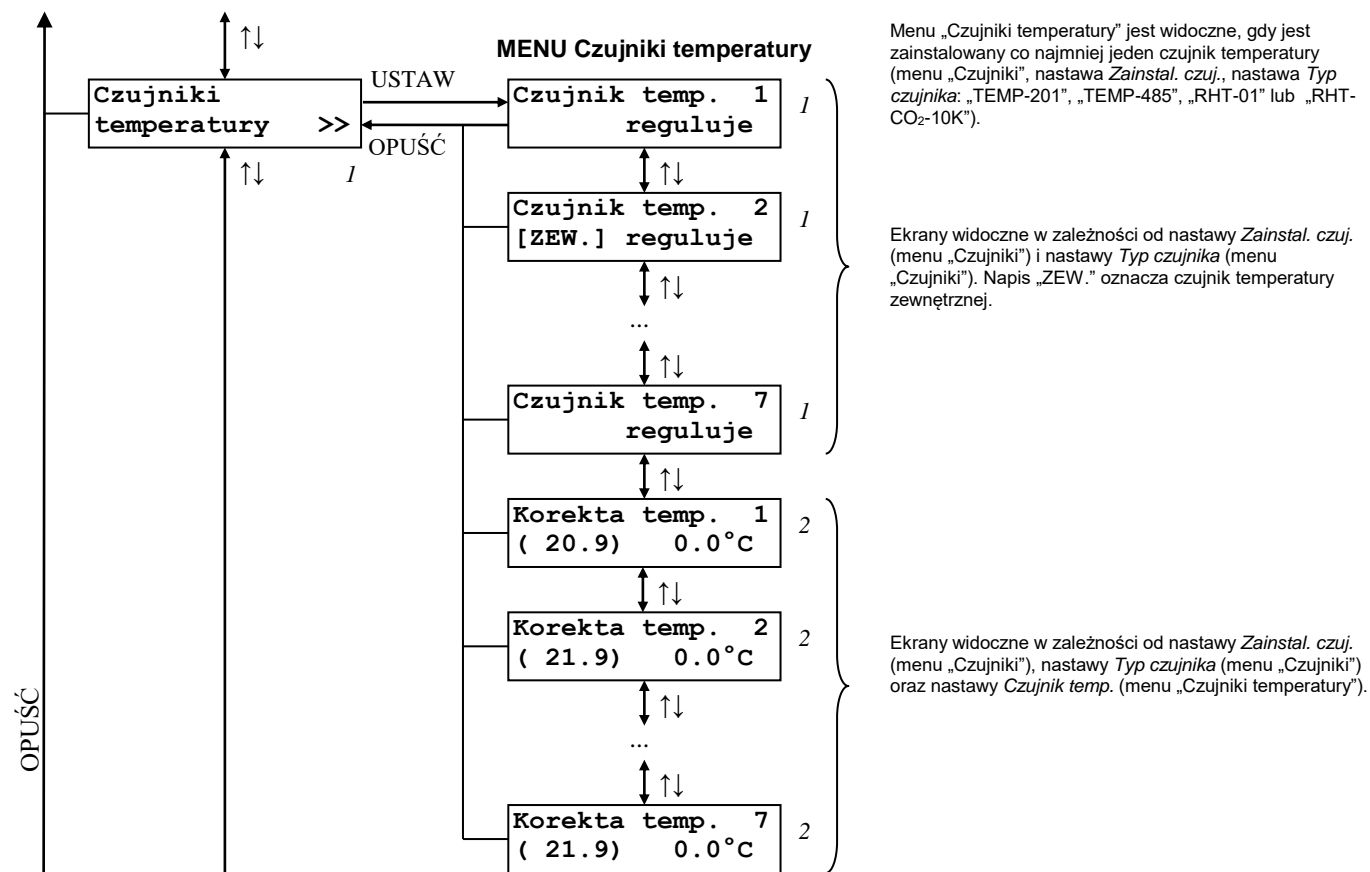 ↑↓
MENU Czujniki temperatury
Czujniki
temperatury >>
USTAW
OPUŚĆ
↑↓
1
Czujnik temp. 1
reguluje
1
↑↓
Czujnik temp. 2
[ZEW.] reguluje
1
↑↓
...
↑↓
Czujnik temp. 7
reguluje
1
↑↓
Korekta temp. 1
( 20.9) 0.0°C
2
↑↓
Korekta temp. 2
( 21.9) 0.0°C
2
↑↓
...
↑↓
Korekta temp. 7
( 21.9) 0.0°C
2
OPUŚĆ
Menu „Czujniki temperatury” jest widoczne, gdy jest
zainstalowany co najmniej jeden czujnik temperatury
(menu „Czujniki”, nastawa Zainstal. czuj., nastawa Typ
czujnika: „TEMP-201”, „TEMP-485”, „RHT-01” lub „RHT-
CO₂-10K”).
Ekrany widoczne w zależności od nastawy Zainstal. czuj.
(menu „Czujniki”) i nastawy Typ czujnika (menu
„Czujniki”). Napis „ZEW.” oznacza czujnik temperatury
zewnętrznej.
Ekrany widoczne w zależności od nastawy Zainstal. czuj.
(menu „Czujniki”), nastawy Typ czujnika (menu „Czujniki”)
oraz nastawy Czujnik temp. (menu „Czujniki temperatury”).